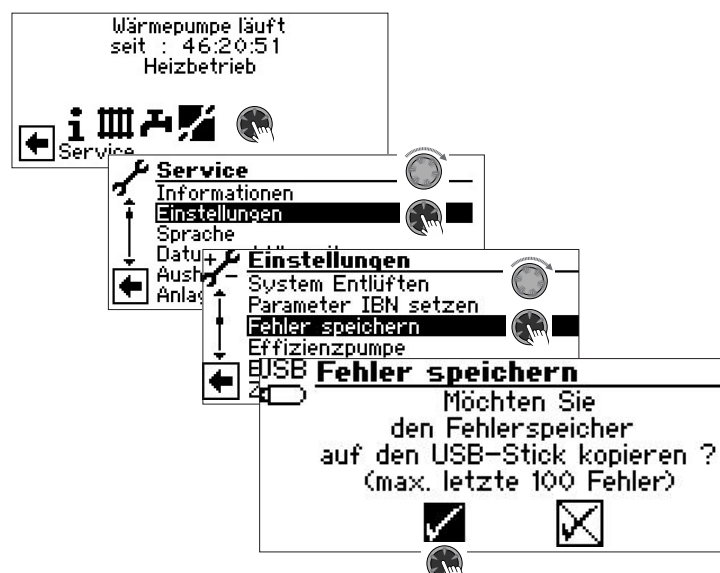 Wärmepumpe läuft
seit : 46:20:51
Heizbetrieb
Service
Service
Informationen
Einstellungen
Sprache
Einstellungen
System Entlüften
Parameter IBN setzen
Fehler speichern
Effizienzpumpe
USB Fehler speichern
Möchten Sie
den Fehlerspeicher
auf den USB-Stick kopieren ?
(max. letzte 100 Fehler)